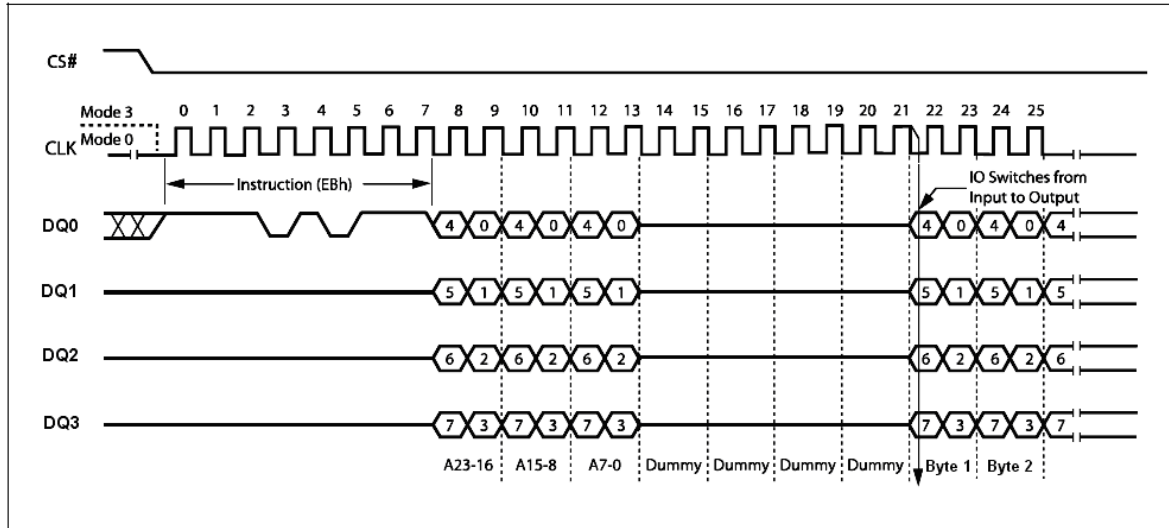 CS#
Mode 3
0 1 2 3 4 5 6 7 8 9 10 11 12 13 14 15 16 17 18 19 20 21 22 23 24 25
Mode 0
CLK
Instruction (EBh)
IO Switches from
Input to Output
DQ0 4 0 4 0 4 0 4 0 4 0 4
DQ1 5 1 5 1 5 1 5 1 5 1 5
DQ2 6 2 6 2 6 2 6 2 6 2 6
DQ3 7 3 7 3 7 3 7 3 7 3 7
A23-16 A15-8 A7-0 Dummy Dummy Dummy Dummy Byte 1 Byte 2